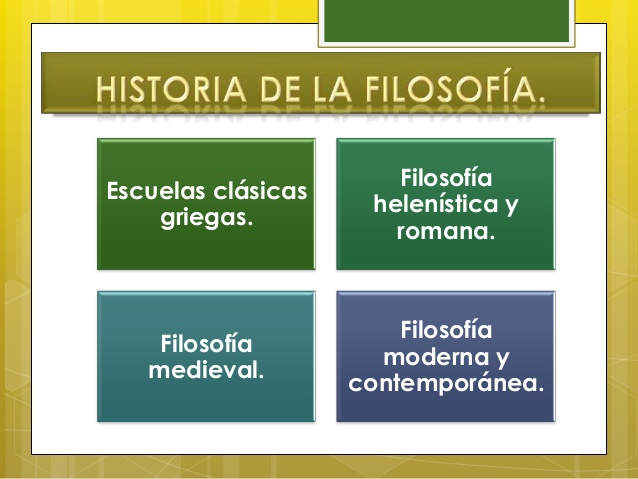 HISTORIA DE LA FILOSOFÍA.
Escuelas clásicas
griegas.
Filosofía
helenística y
romana.
Filosofía
medieval.
Filosofía
moderna y
contemporánea.